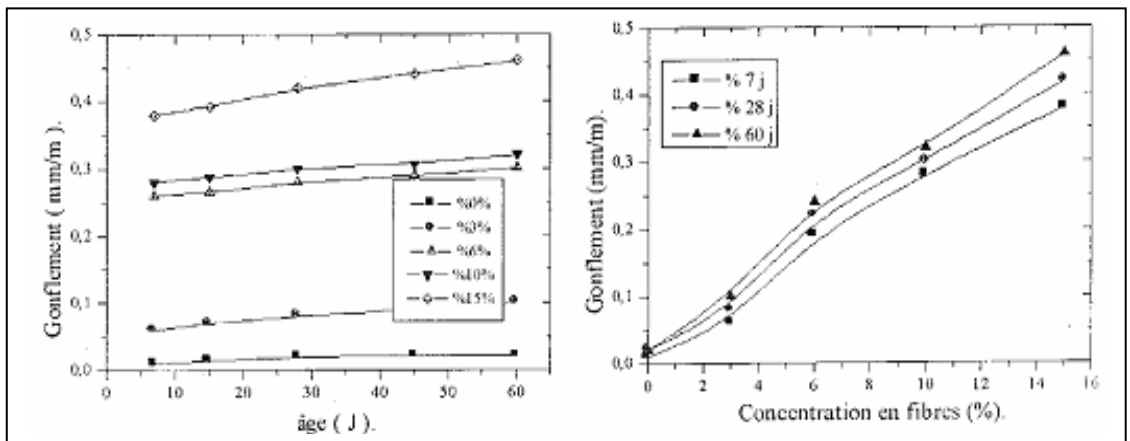 Gonflement ( mm/m ).
0,5
0,4
0,3
0,2
0,1
0,0
0 10 20 30 40 50 60
âge ( J ).
%0%
%3%
%6%
%10%
%15%
Gonflement (mm/m).
0,5
0,4
0,3
0,2
0,1
0,0
0 2 4 6 8 10 12 14 16
Concentration en fibres (%).
% 7 j
% 28 j
% 60 j